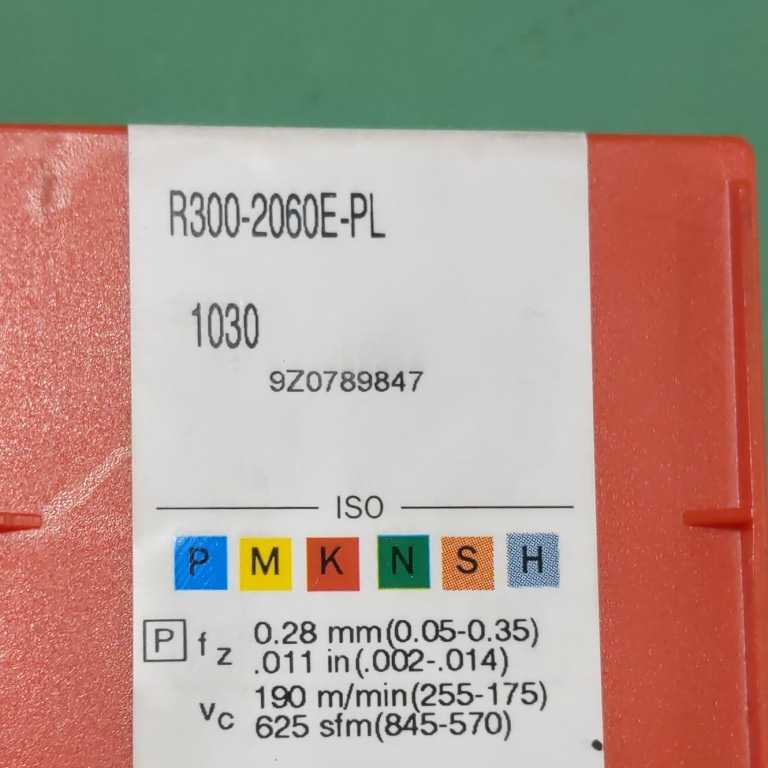 R300-2060E-PL
1030
9Z0789847
ISO
P M K N S H
P fz 0.28 mm(0.05-0.35)
.011 in(.002-.014)
vc 190 m/min(255-175)
625 sfm(845-570)